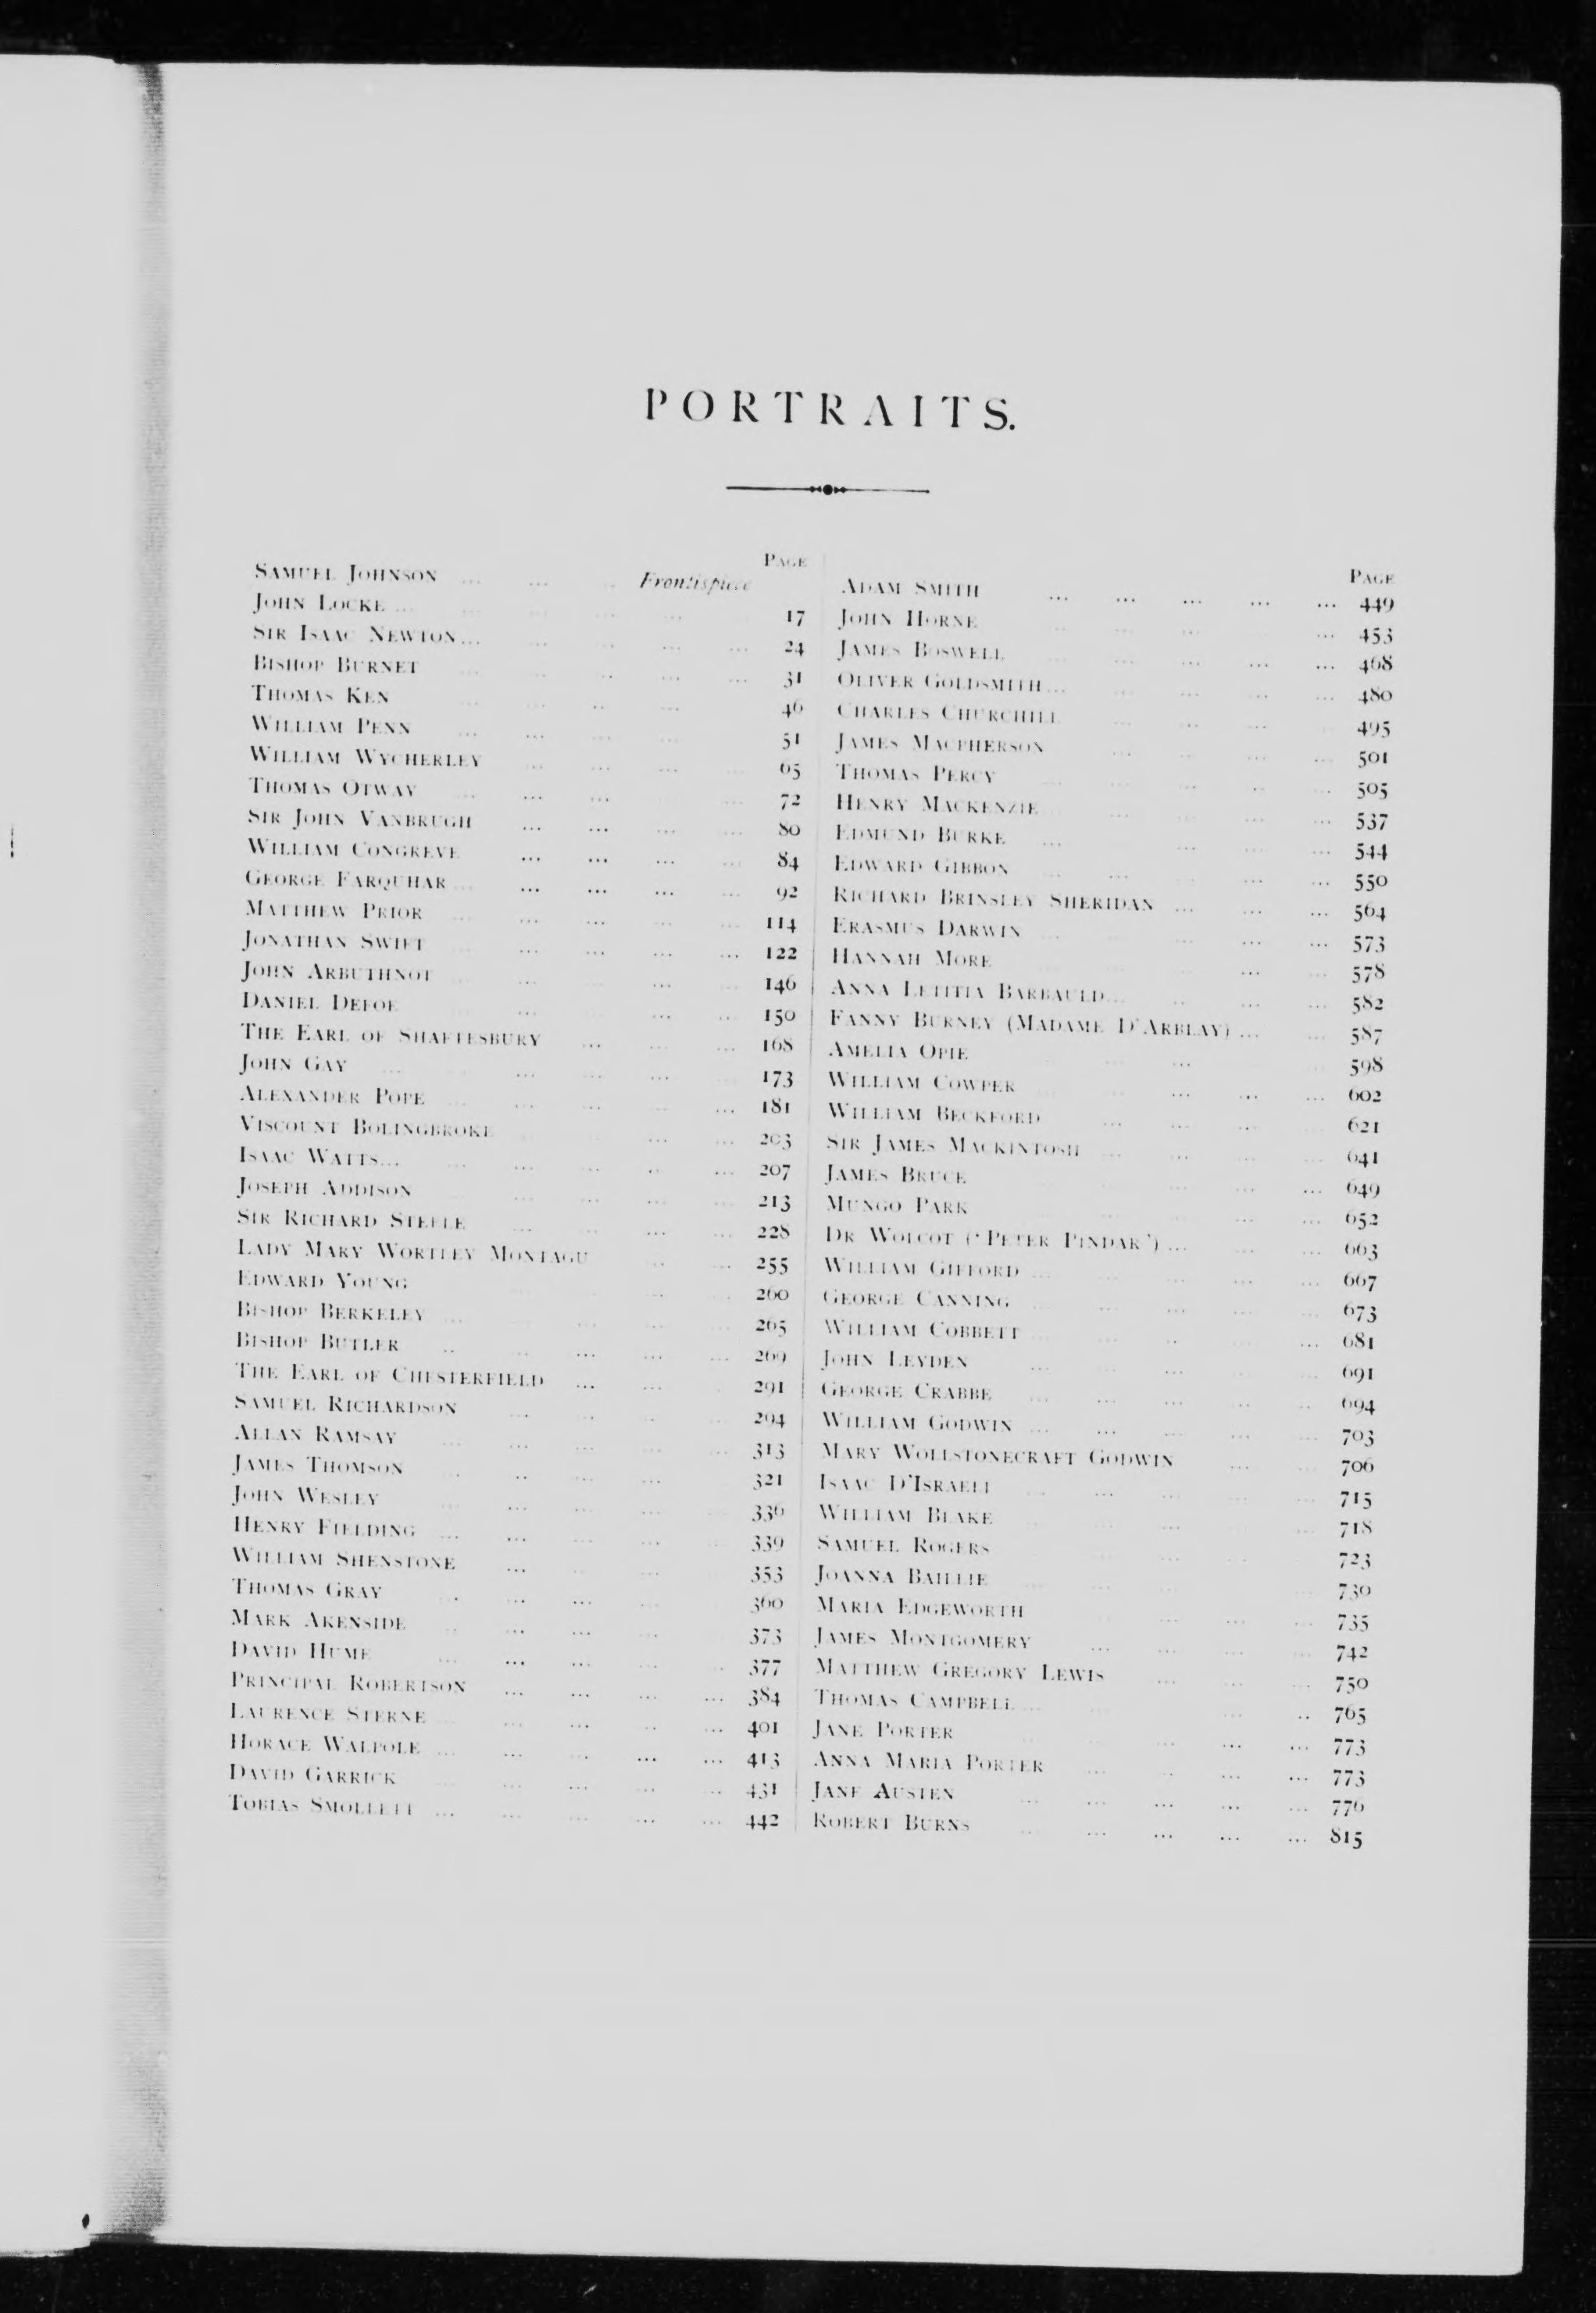 PORTRAITS.
PAGE
SAMUEL JOHNSON ... ... ... Frontispiece
JOHN LOCKE ... ... ... ... 17
SIR ISAAC NEWTON... ... ... ... ... 24
BISHOP BURNET ... ... ... ... ... 31
THOMAS KEN ... ... ... ... 46
WILLIAM PENN ... ... ... ... 51
WILLIAM WYCHERLEY ... ... ... 65
THOMAS OTWAY ... ... ... ... 72
SIR JOHN VANBRUGH ... ... ... ... 80
WILLIAM CONGREVE ... ... ... ... 84
GEORGE FARQUHAR ... ... ... ... ... 92
MATTHEW PRIOR ... ... ... ... ... 114
JONATHAN SWIFT ... ... ... ... ... 122
JOHN ARBUTHNOT ... ... ... ... 146
DANIEL DEFOE ... ... ... 150
THE EARL OF SHAFTESBURY ... ... ... 168
JOHN GAY ... ... ... ... 173
ALEXANDER POPE ... ... ... ... 181
VISCOUNT BOLINGBROKE ... ... 203
ISAAC WATTS... ... ... ... ... ... 207
JOSEPH ADDISON ... ... ... ... 213
SIR RICHARD STEELE ... ... ... ... 228
LADY MARY WORTLEY MONTAGU ... ... 255
EDWARD YOUNG ... ... 260
BISHOP BERKELEY ... ... ... ... 265
BISHOP BUTLER ... ... ... ... ... 269
THE EARL OF CHESTERFIELD ... ... ... 291
SAMUEL RICHARDSON ... ... ... ... 294
ALLAN RAMSAY ... ... ... ... ... 313
JAMES THOMSON ... ... ... ... 321
JOHN WESLEY ... ... ... ... 336
HENRY FIELDING ... ... ... ... 339
WILLIAM SHENSTONE ... ... ... 353
THOMAS GRAY ... ... ... ... 360
MARK AKENSIDE ... ... ... ... 373
DAVID HUME ... ... ... ... ... 377
PRINCIPAL ROBERTSON ... ... ... ... 384
LAURENCE STERNE ... ... ... ... ... 401
HORACE WALPOLE ... ... ... ... ... 413
DAVID GARRICK ... ... ... ... ... 431
TOBIAS SMOLLETT ... ... ... ... ... 442
PAGE
ADAM SMITH ... ... ... ... ... 449
JOHN HORNE ... ... ... ... 453
JAMES BOSWELL ... ... ... ... ... 468
OLIVER GOLDSMITH... ... ... ... ... 480
CHARLES CHURCHILL ... ... ... 495
JAMES MACPHERSON ... ... ... 501
THOMAS PERCY ... ... ... ... 505
HENRY MACKENZIE ... ... ... ... 537
EDMUND BURKE ... ... ... ... 544
EDWARD GIBBON ... ... ... ... 550
RICHARD BRINSLEY SHERIDAN ... ... ... 564
ERASMUS DARWIN ... ... ... ... 573
HANNAH MORE ... ... 578
ANNA LETITIA BARBAULD... ... ... ... 582
FANNY BURNEY (MADAME D'ARBLAY) ... ... 587
AMELIA OPIE ... 598
WILLIAM COWPER ... ... ... ... 602
WILLIAM BECKFORD ... ... ... 621
SIR JAMES MACKINTOSH ... ... ... 641
JAMES BRUCE ... ... ... ... 649
MUNGO PARK ... ... ... 652
DR WOLCOT ('PETER PINDAR') ... ... ... 663
WILLIAM GIFFORD ... ... ... ... ... 667
GEORGE CANNING ... ... ... ... 673
WILLIAM COBBETT ... ... ... ... 681
JOHN LEYDEN ... ... ... ... 691
GEORGE CRABBE ... ... ... ... ... 694
WILLIAM GODWIN ... ... ... ... ... 703
MARY WOLLSTONECRAFT GODWIN ... ... 706
ISAAC D'ISRAELI ... ... ... ... 715
WILLIAM BLAKE ... ... ... ... 718
SAMUEL ROGERS ... ... ... 723
JOANNA BAILLIE ... ... ... 730
MARIA EDGEWORTH ... ... ... 735
JAMES MONTGOMERY ... ... ... ... 742
MATTHEW GREGORY LEWIS ... ... ... 750
THOMAS CAMPBELL ... ... ... ... 765
JANE PORTER ... ... ... ... 773
ANNA MARIA PORTER ... ... ... ... 773
JANE AUSTEN ... ... ... ... ... 776
ROBERT BURNS ... ... ... ... ... 815